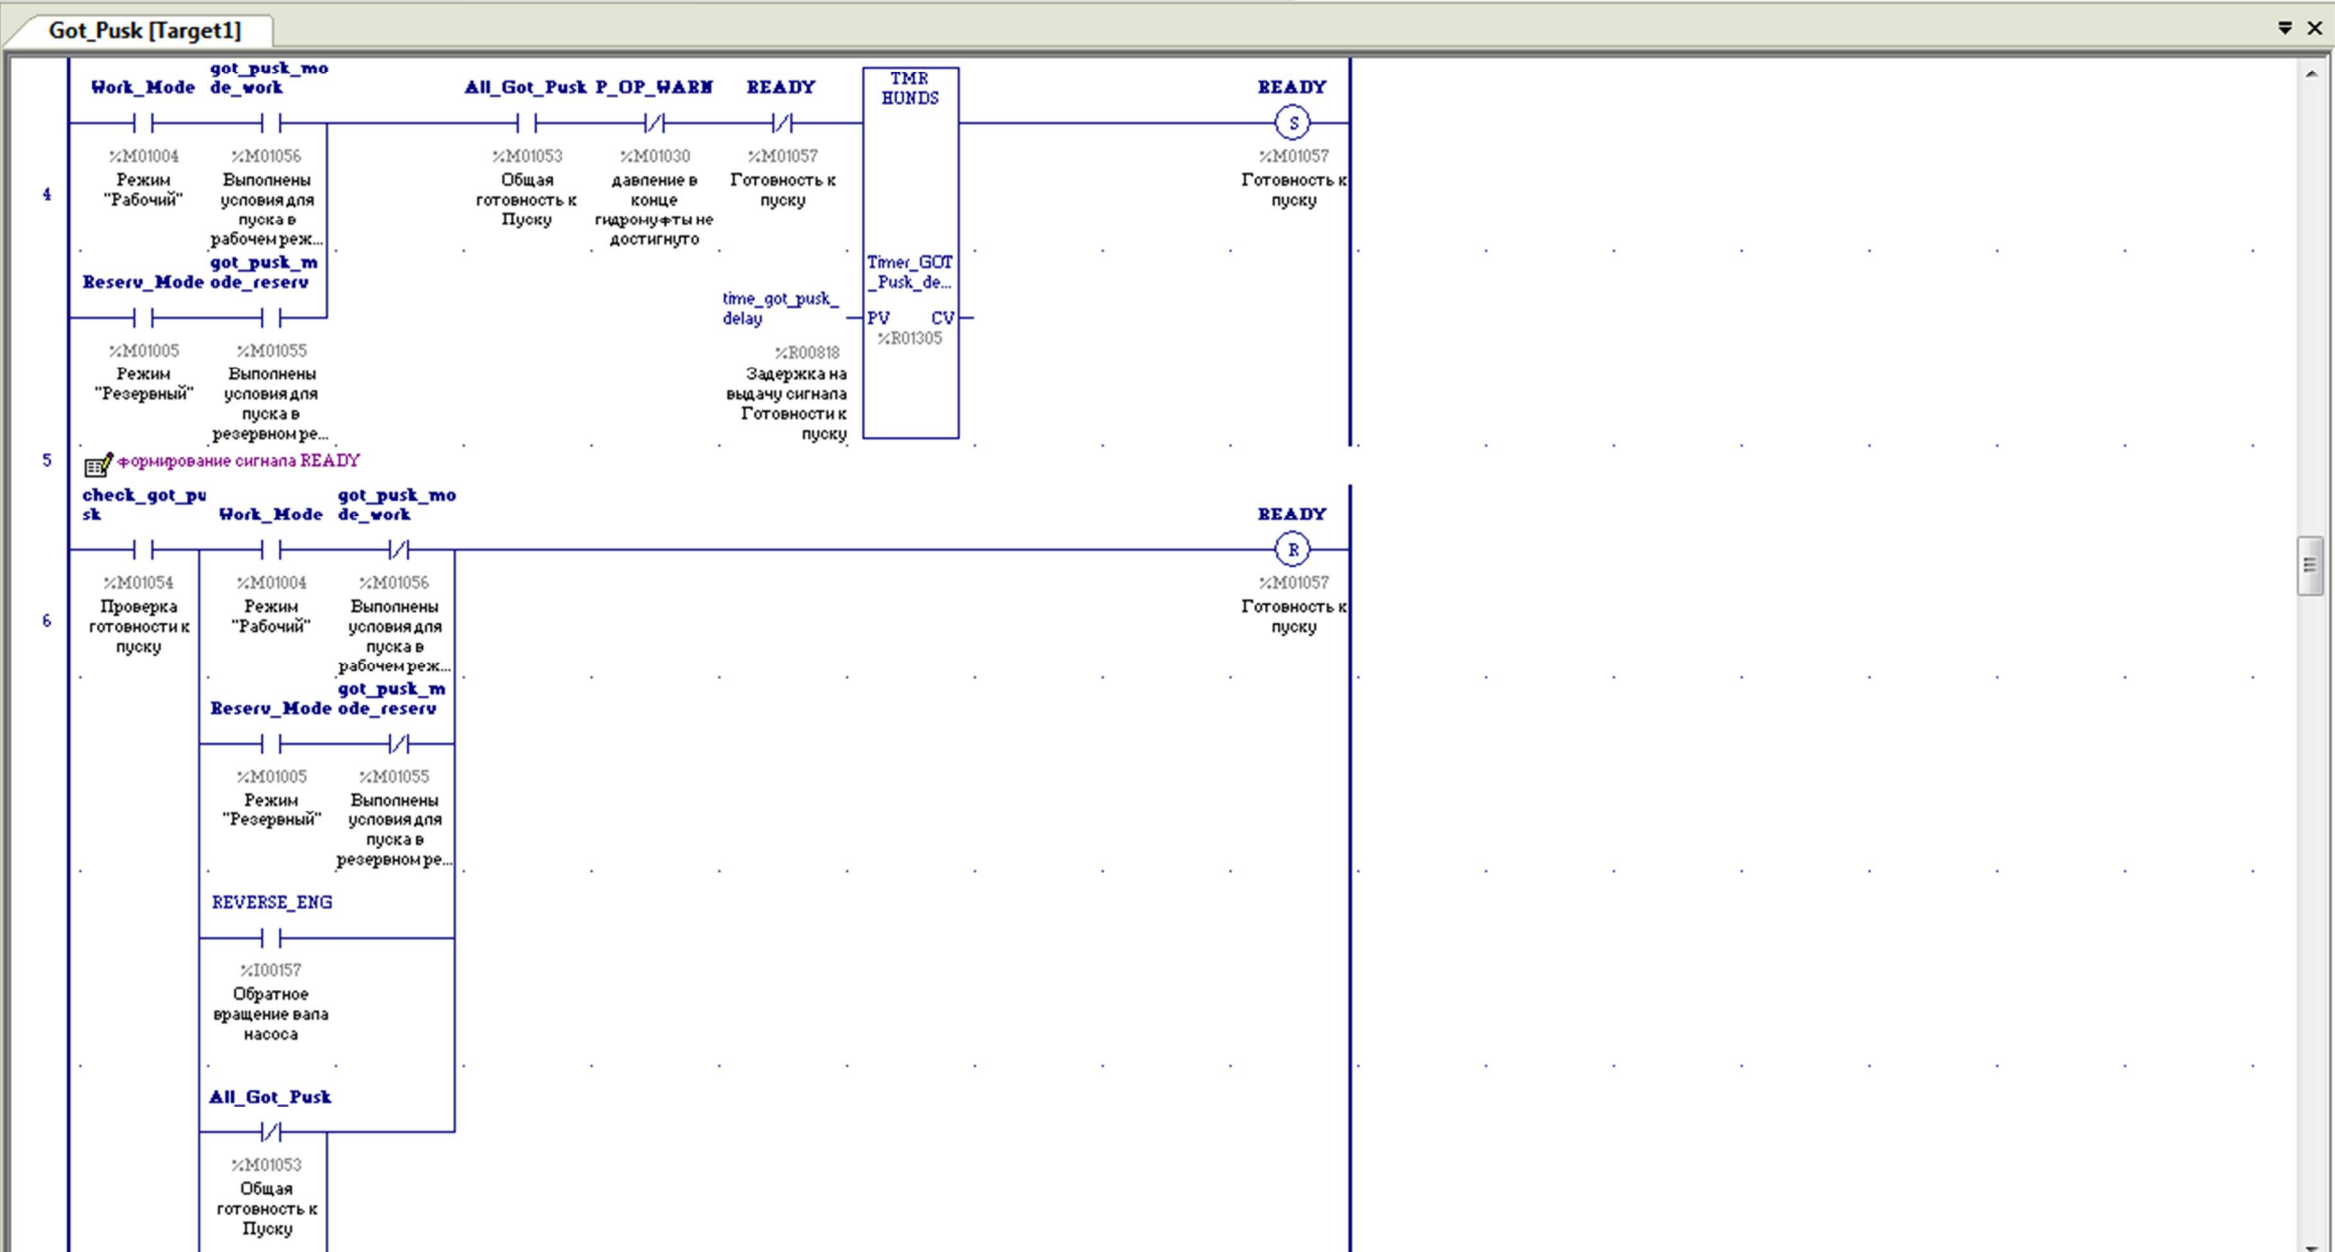 Got_Pusk [Target1]
Work_Mode
got_pusk_mo
de_work
All_Got_Pusk
P_OP_WARN
READY
TMR
HUNDS
READY
S
%M01004
Режим
"Рабочий"
%M01056
Выполнены
условия для
пуска в
рабочем реж...
%M01053
Общая
готовность к
Пуску
%M01030
давление в
конце
гидромуфты не
достигнуто
%M01057
Готовность к
пуску
%M01057
Готовность к
пуску
4
Reserv_Mode
got_pusk_m
ode_reserv
Timer_GOT
_Pusk_de...
time_got_pusk_
delay
PV
CV
%R01305
%M01005
Режим
"Резервный"
%M01055
Выполнены
условия для
пуска в
резервном ре...
%R00818
Задержка на
выдачу сигнала
Готовности к
пуску
5
формирование сигнала READY
check_got_pu
sk
Work_Mode
got_pusk_mo
de_work
READY
R
%M01054
Проверка
готовности к
пуску
%M01004
Режим
"Рабочий"
%M01056
Выполнены
условия для
пуска в
рабочем реж...
%M01057
Готовность к
пуску
6
Reserv_Mode
got_pusk_m
ode_reserv
%M01005
Режим
"Резервный"
%M01055
Выполнены
условия для
пуска в
резервном ре...
REVERSE_ENG
%I00157
Обратное
вращение вала
насоса
All_Got_Pusk
%M01053
Общая
готовность к
Пуску